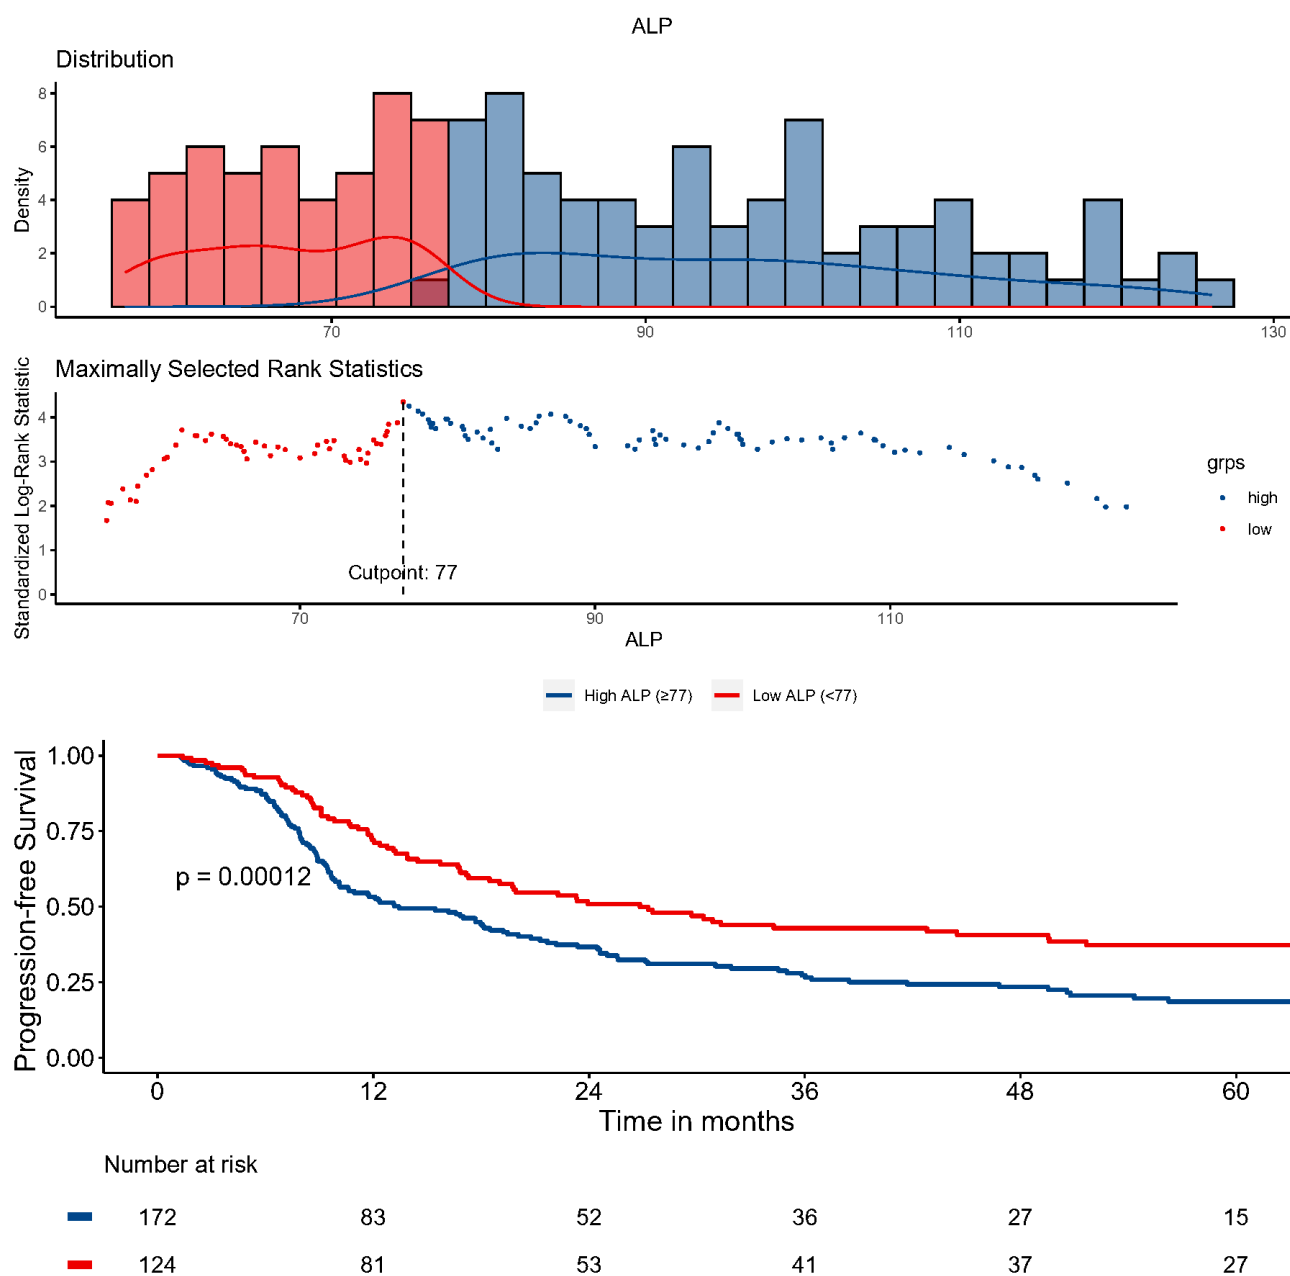 ALP
Distribution
Density
8
6
4
2
0
70 90 110 130
Maximally Selected Rank Statistics
Standardized Log-Rank Statistic
4
3
2
1
0
Cutpoint: 77
70 90 110
ALP
grps
high
low
High ALP (≥77) Low ALP (<77)
Progression-free Survival
1.00
0.75
0.50
0.25
0.00
p = 0.00012
0 12 24 36 48 60
Time in months
Number at risk
172 83 52 36 27 15
124 81 53 41 37 27